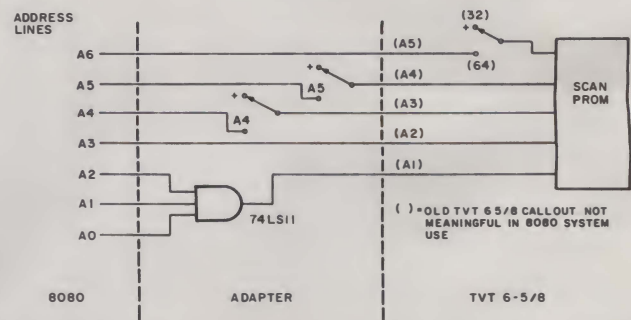 ADDRESS
LINES
(32)
+
A6
(A5)
(64)
+
A5
A5
(A4)
SCAN
PROM
+
A4
A4
(A3)
A3
(A2)
A2
(A1)
A1
74LS11
A0
( ) = OLD TVT 6 5/8 CALLOUT NOT
MEANINGFUL IN 8080 SYSTEM
USE
8080
ADAPTER
TVT 6-5/8